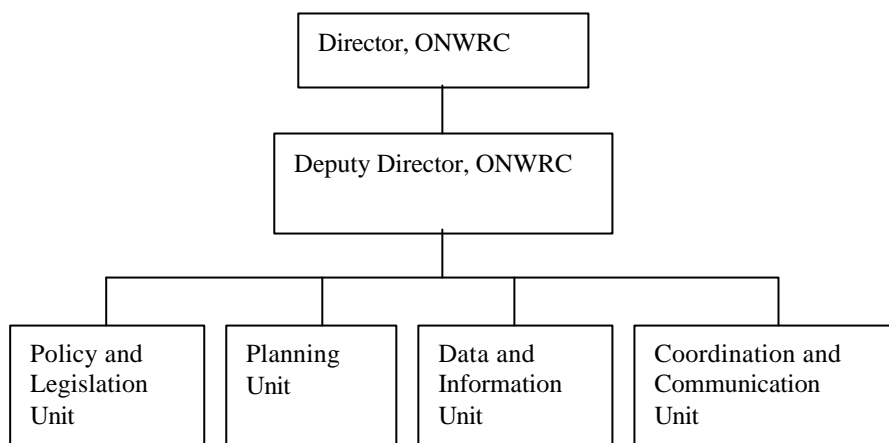 Director, ONWRC
Deputy Director, ONWRC
Policy and
Legislation
Unit
Planning
Unit
Data and
Information
Unit
Coordination and
Communication
Unit